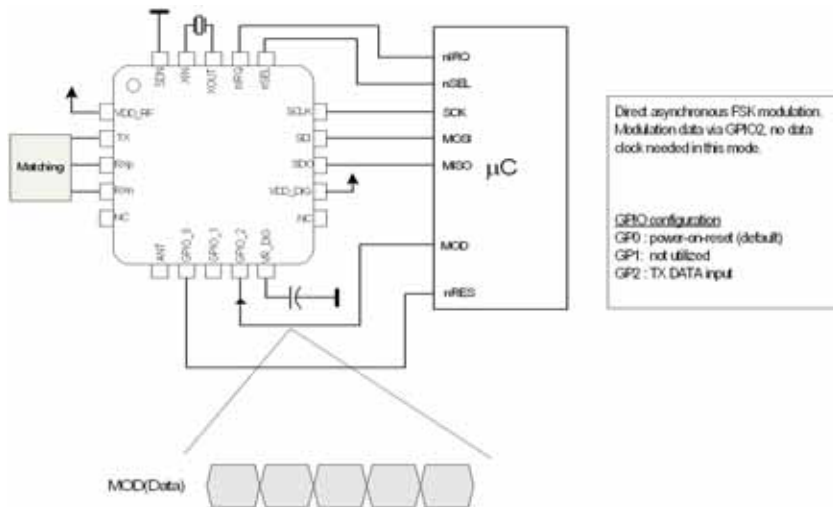 SDN
XIN
XOUT
nIRQ
nSEL
VDD_RF
TX
RXp
RXn
NC
SCLK
SDI
SDO
VDD_DIG
NC
ANT
GPIO_0
GPIO_1
GPIO_2
VR_DIG
Matching
nIRQ
nSEL
SCK
MOSI
MISO
µC
MOD
nRES
Direct asynchronous FSK modulation.
Modulation data via GPIO2, no data
clock needed in this mode.
GPIO configuration
GP0 : power-on-reset (default)
GP1: not utilized
GP2 : TX DATA input
MOD(Data)